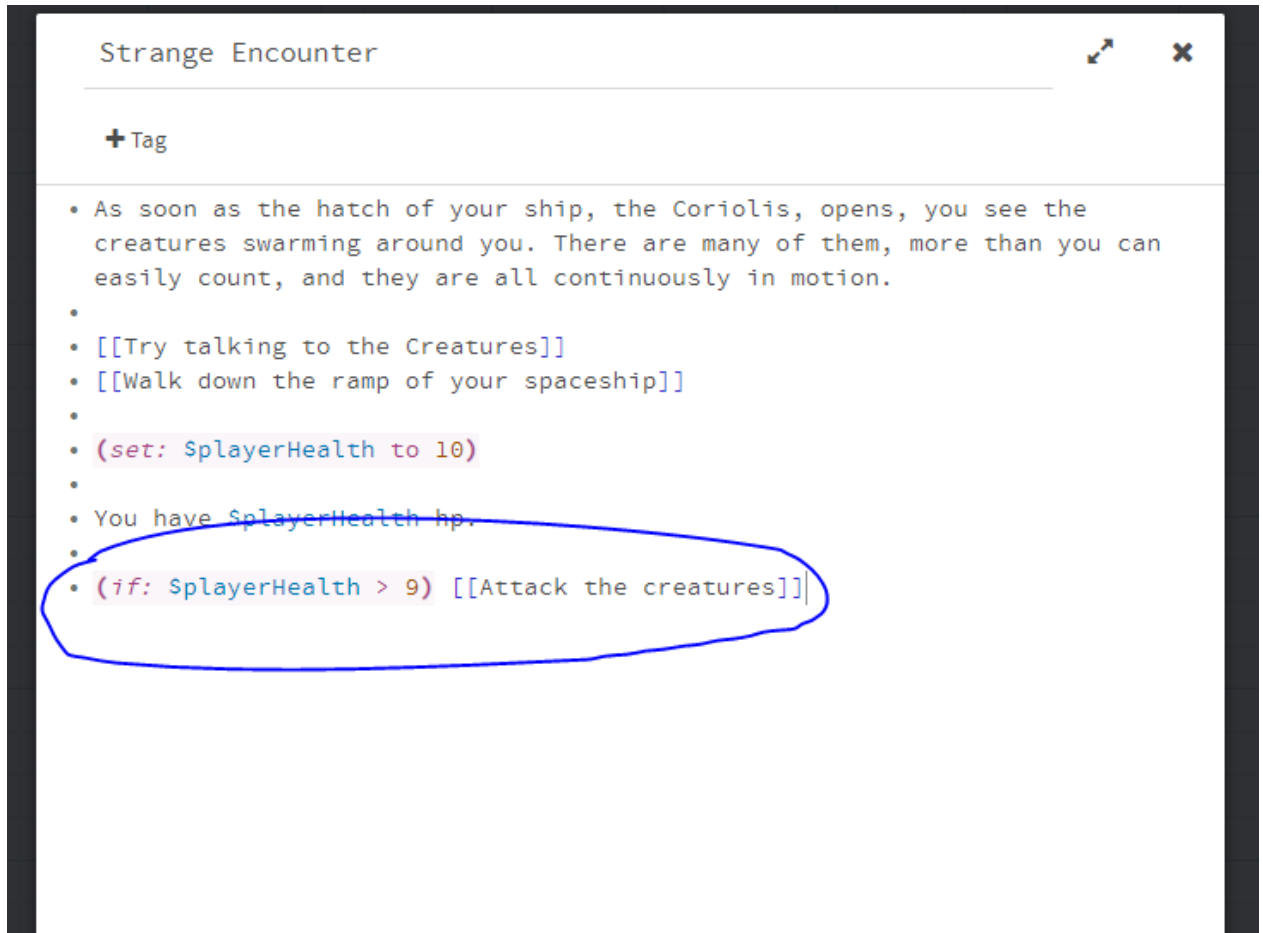 Strange Encounter
Tag
As soon as the hatch of your ship, the Coriolis, opens, you see the
creatures swarming around you. There are many of them, more than you can
easily count, and they are all continuously in motion.
[[Try talking to the Creatures]]
[[Walk down the ramp of your spaceship]]
(set: $playerHealth to 10)
You have $playerHealth hp.
(if: $playerHealth > 9) [[Attack the creatures]]